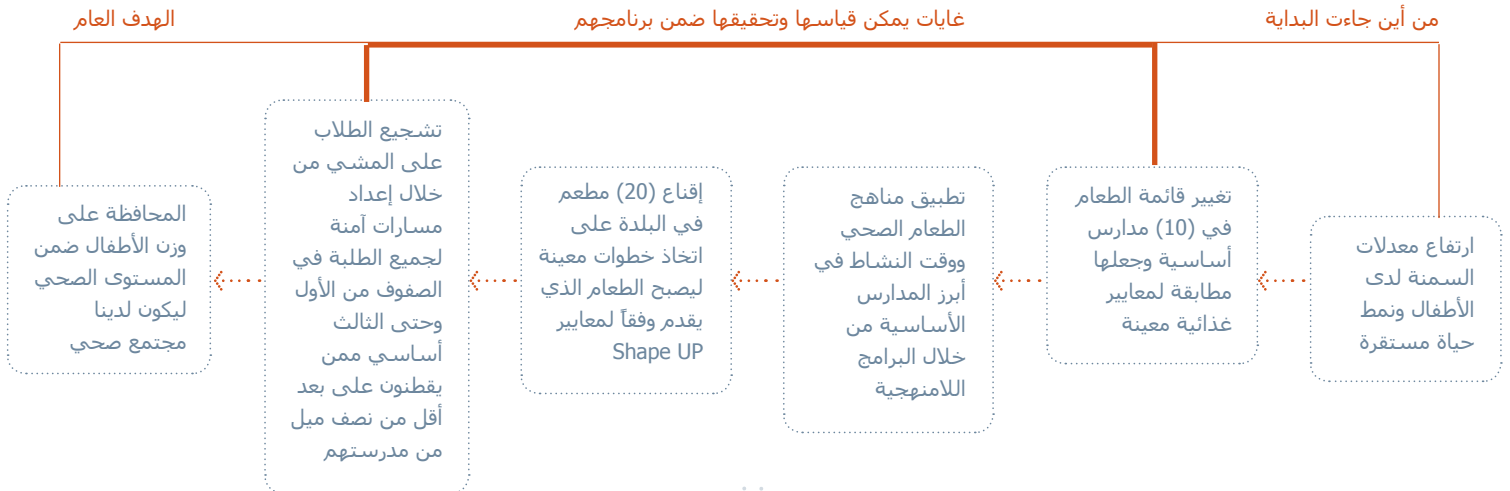 من أين جاءت البداية
غايات يمكن قياسها وتحقيقها ضمن برنامجهم
الهدف العام
ارتفاع معدلات
السمنة لدى
الأطفال ونمط
حياة مستقرة
تغيير قائمة الطعام
في (10) مدارس
أساسية وجعلها
مطابقة لمعايير
غذائية معينة
تطبيق مناهج
الطعام الصحي
ووقت النشاط في
أبرز المدارس
الأساسية من
خلال البرامج
اللامنهجية
إقناع (20) مطعم
في البلدة على
اتخاذ خطوات معينة
ليصبح الطعام الذي
يقدم وفقاً لمعايير
Shape UP
تشجيع الطلاب
على المشي من
خلال إعداد
مسارات آمنة
لجميع الطلبة في
الصفوف من الأول
وحتى الثالث
أساسي ممن
يقطنون على بعد
أقل من نصف ميل
من مدرستهم
المحافظة على
وزن الأطفال ضمن
المستوى الصحي
ليكون لدينا
مجتمع صحي